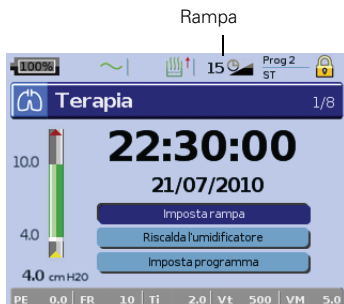 Rampa
100%
15
Prog 2
ST
Terapia
1/8
10.0
22:30:00
21/07/2010
Imposta rampa
4.0
Riscalda l'umidificatore
Imposta programma
4.0 cm H2O
PE 0.0 FR 10 Ti 2.0 Vt 500 VM 5.0